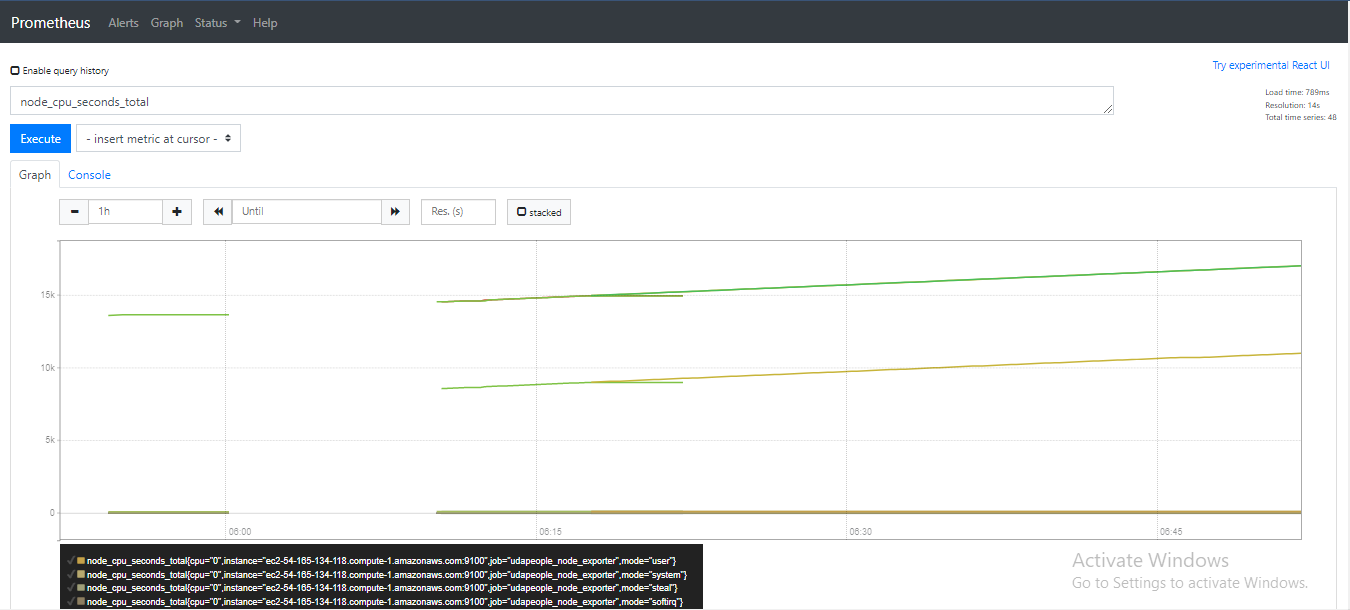 Prometheus Alerts Graph Status Help
Enable query history
Try experimental React UI
node_cpu_seconds_total
Load time: 789ms
Resolution: 14s
Total time series: 48
Execute - insert metric at cursor -
Graph Console
1h Until Res. (s) stacked
15k
10k
5k
0
06:00 06:15 06:30 06:45
node_cpu_seconds_total{cpu="0",instance="ec2-54-165-134-118.compute-1.amazonaws.com:9100",job="udapeople_node_exporter",mode="user"}
node_cpu_seconds_total{cpu="0",instance="ec2-54-165-134-118.compute-1.amazonaws.com:9100",job="udapeople_node_exporter",mode="system"}
node_cpu_seconds_total{cpu="0",instance="ec2-54-165-134-118.compute-1.amazonaws.com:9100",job="udapeople_node_exporter",mode="steal"}
node_cpu_seconds_total{cpu="0",instance="ec2-54-165-134-118.compute-1.amazonaws.com:9100",job="udapeople_node_exporter",mode="softirq"}
Activate Windows
Go to Settings to activate Windows.